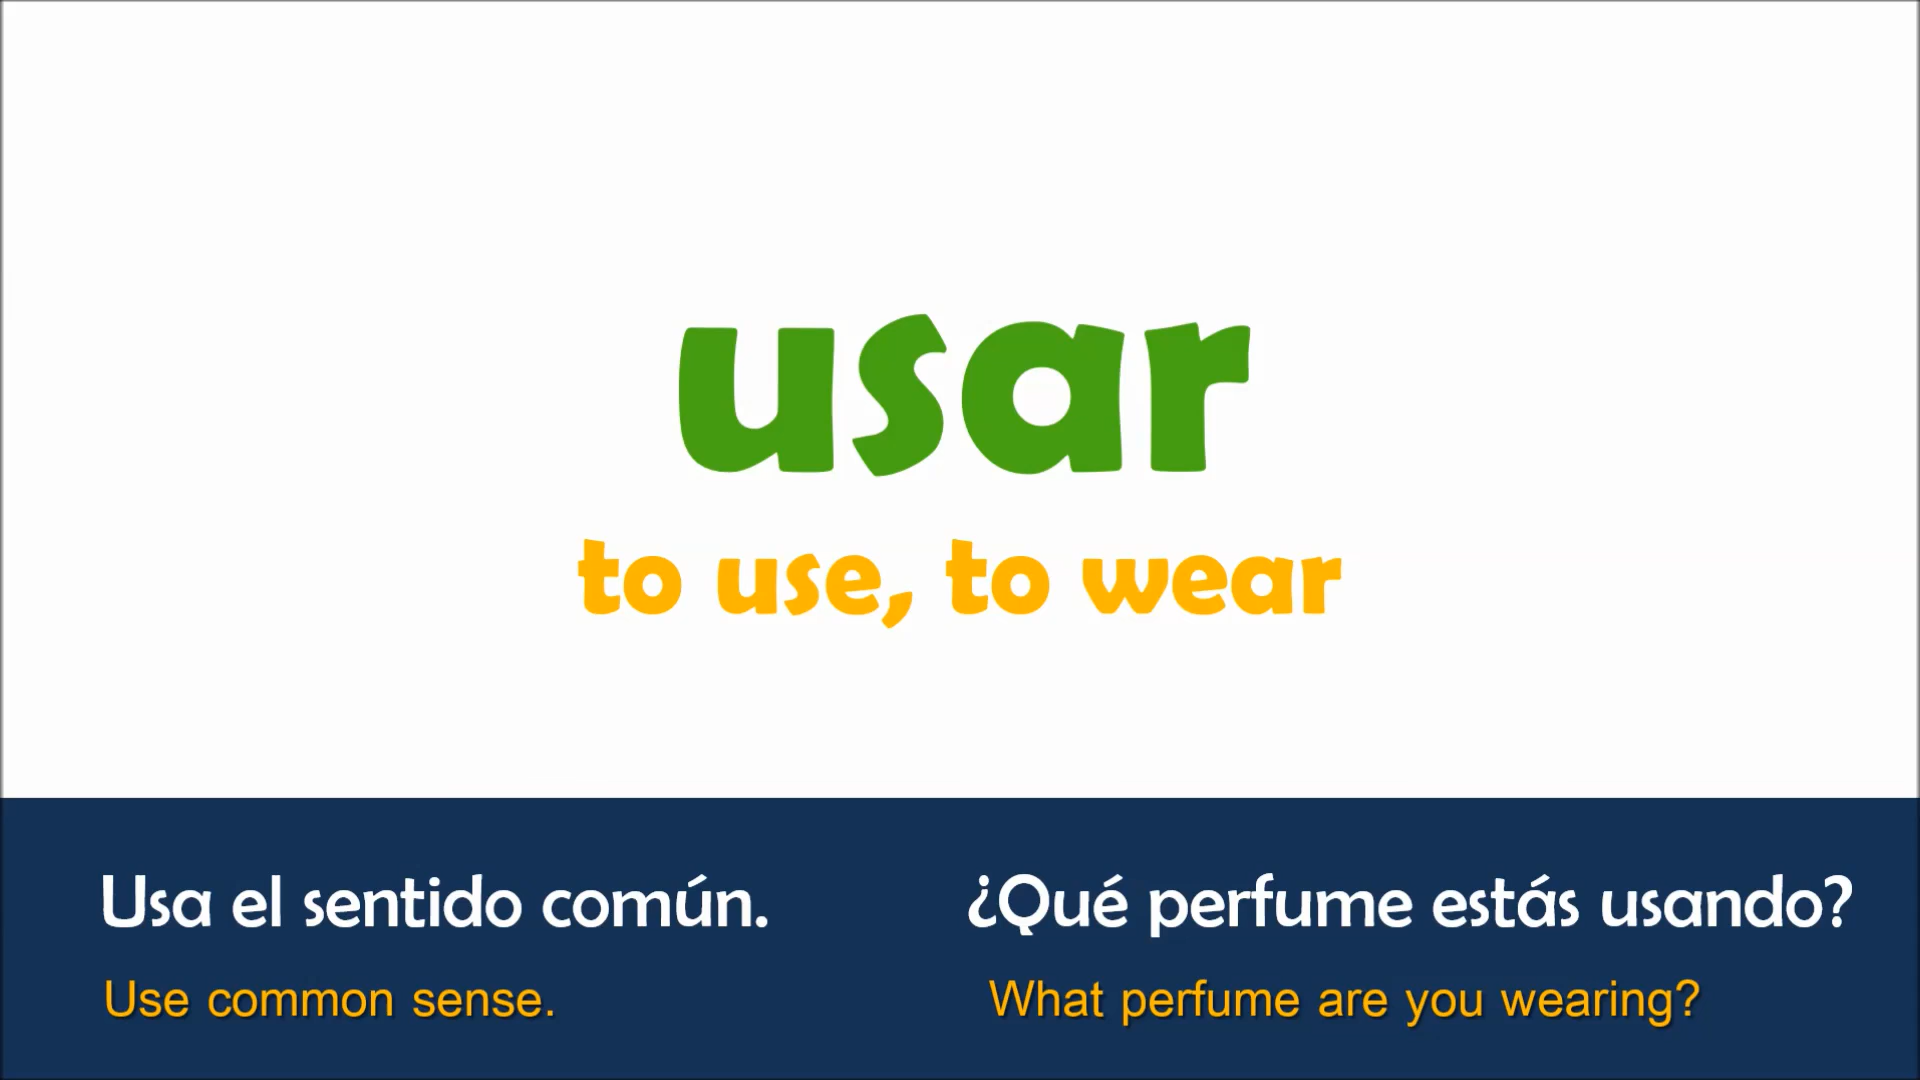 usar
to use, to wear
Usa el sentido común.
Use common sense.
¿Qué perfume estás usando?
What perfume are you wearing?